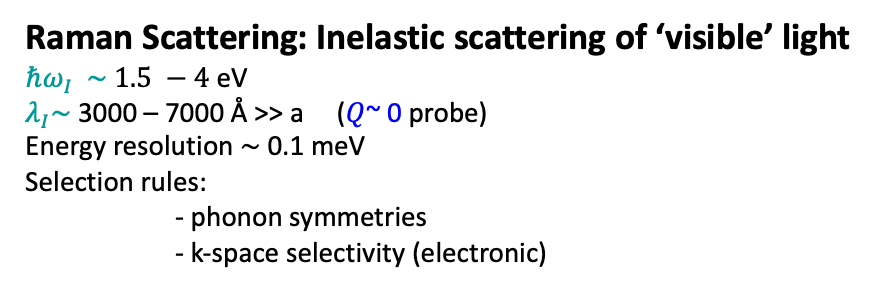 Raman Scattering: Inelastic scattering of ‘visible’ light
ℏω_I ~ 1.5 – 4 eV
λ_I ~ 3000 – 7000 Å >> a (Q~ 0 probe)
Energy resolution ~ 0.1 meV
Selection rules:
- phonon symmetries
- k-space selectivity (electronic)